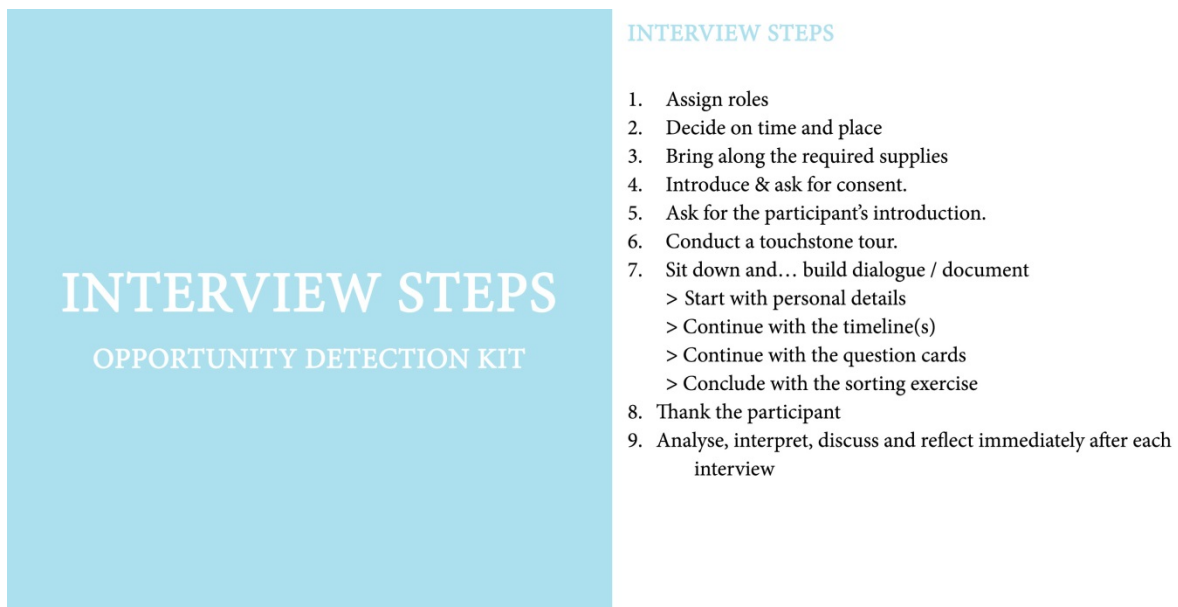 INTERVIEW STEPS
OPPORTUNITY DETECTION KIT
INTERVIEW STEPS
1. Assign roles
2. Decide on time and place
3. Bring along the required supplies
4. Introduce & ask for consent.
5. Ask for the participant's introduction.
6. Conduct a touchstone tour.
7. Sit down and… build dialogue / document
> Start with personal details
> Continue with the timeline(s)
> Continue with the question cards
> Conclude with the sorting exercise
8. Thank the participant
9. Analyse, interpret, discuss and reflect immediately after each
interview